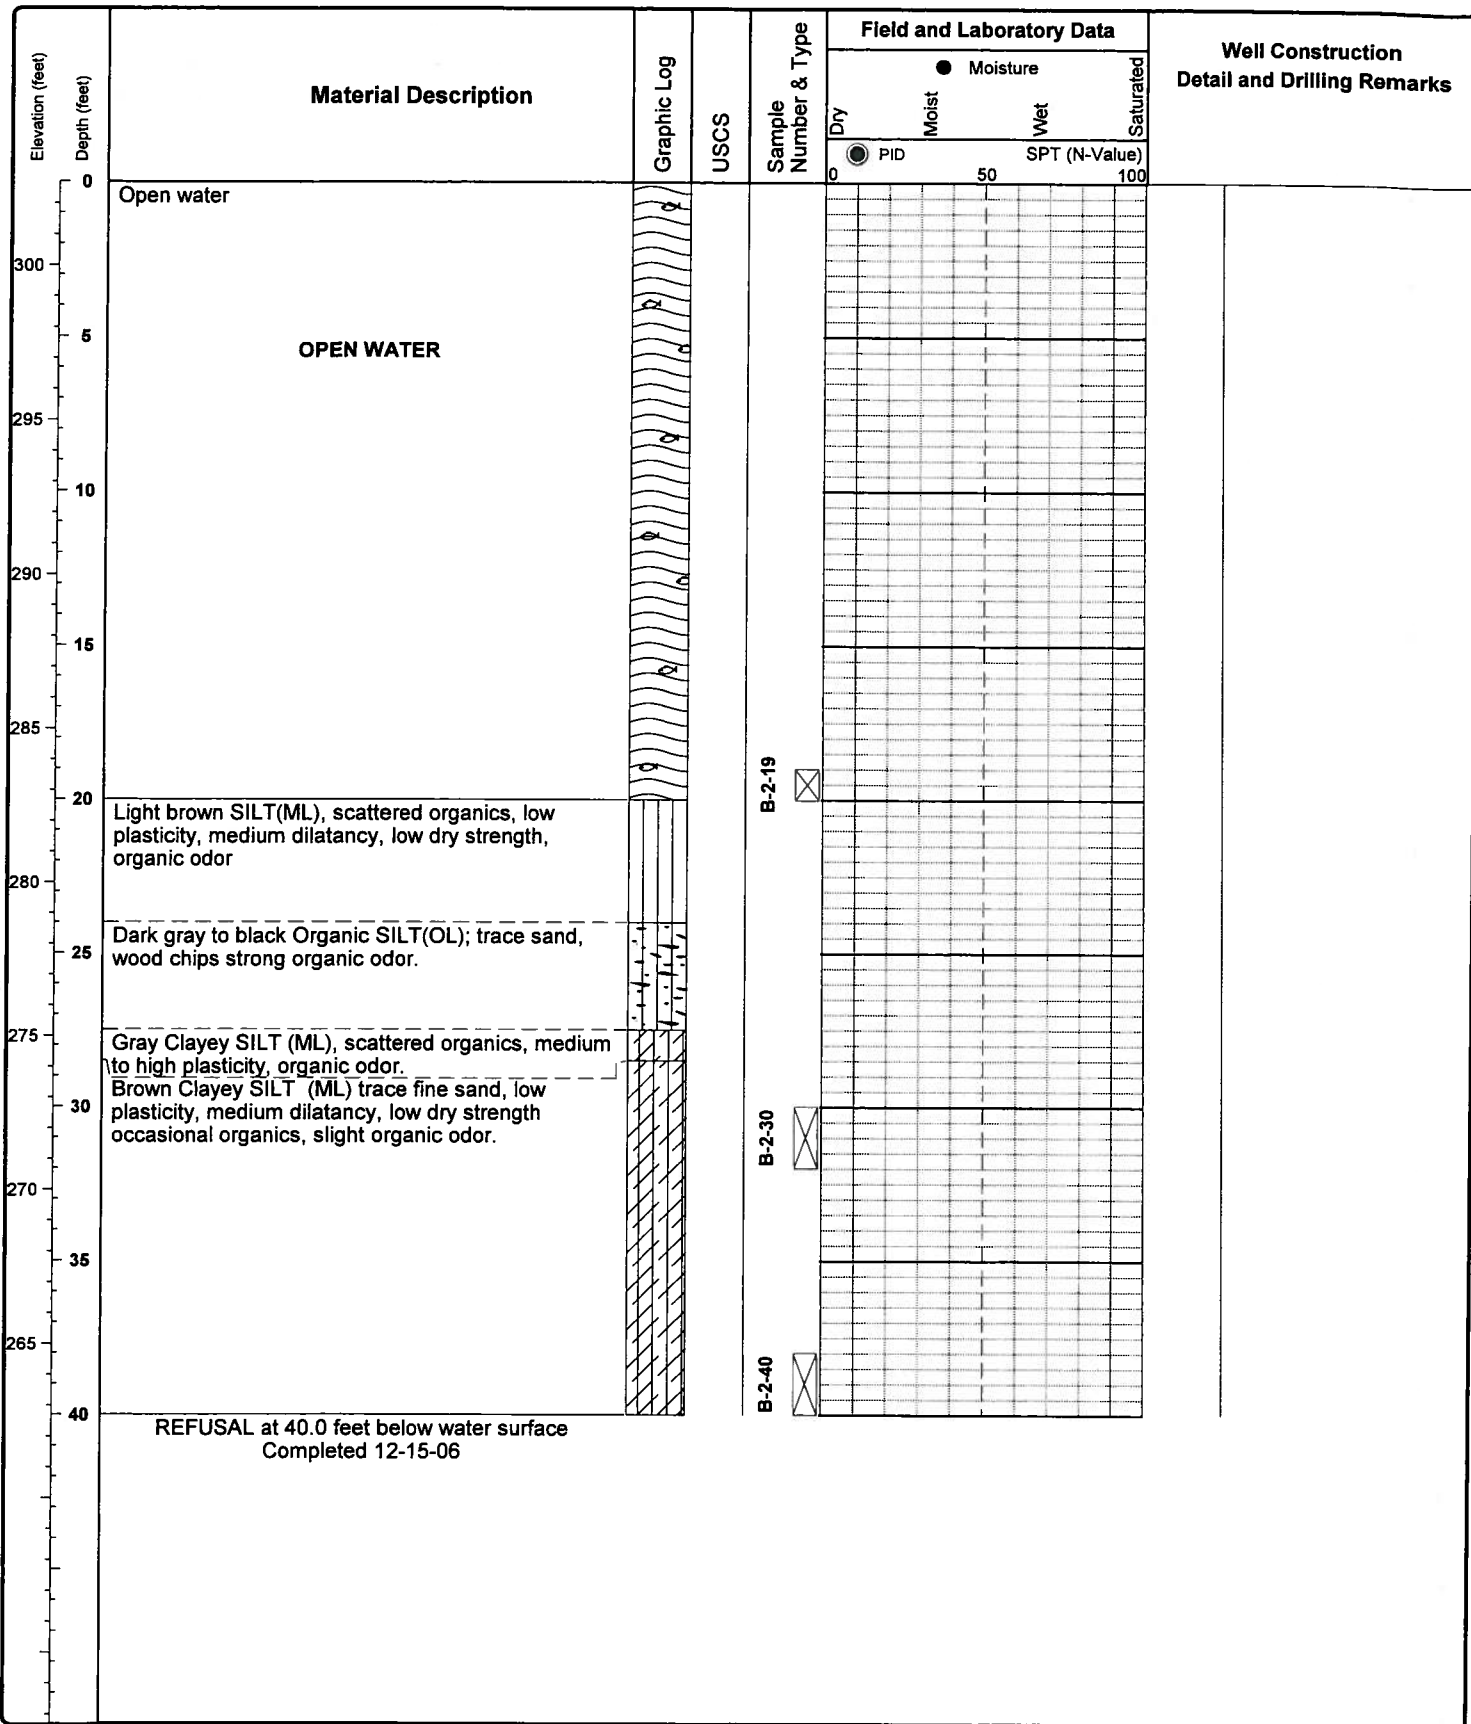 Elevation (feet)
Depth (feet)
Material Description
Graphic Log
USCS
Sample
Number & Type
Field and Laboratory Data
Moisture
Dry
Moist
Wet
Saturated
PID
SPT (N-Value)
0
50
100
Well Construction
Detail and Drilling Remarks
0
Open water
300
5
OPEN WATER
295
10
290
15
285
B-2-19
20
Light brown SILT(ML), scattered organics, low
plasticity, medium dilatancy, low dry strength,
organic odor
280
Dark gray to black Organic SILT(OL); trace sand,
25
wood chips strong organic odor.
275
Gray Clayey SILT (ML), scattered organics, medium
to high plasticity, organic odor.
Brown Clayey SILT (ML) trace fine sand, low
30
plasticity, medium dilatancy, low dry strength
occasional organics, slight organic odor.
B-2-30
270
35
265
B-2-40
40
REFUSAL at 40.0 feet below water surface
Completed 12-15-06